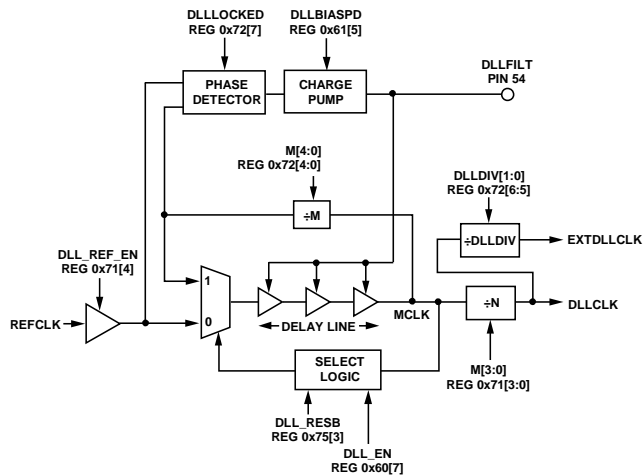 DLLLOCKED
REG 0x72[7]
DLLBIASPD
REG 0x61[5]
DLLFILT
PIN 54
PHASE
DETECTOR
CHARGE
PUMP
M[4:0]
REG 0x72[4:0]
DLLDIV[1:0]
REG 0x72[6:5]
÷M
÷DLLDIV
EXTDLLCLK
DLL_REF_EN
REG 0x71[4]
1
REFCLK
0
DELAY LINE
MCLK
÷N
DLLCLK
SELECT
LOGIC
M[3:0]
REG 0x71[3:0]
DLL_RESB
REG 0x75[3]
DLL_EN
REG 0x60[7]